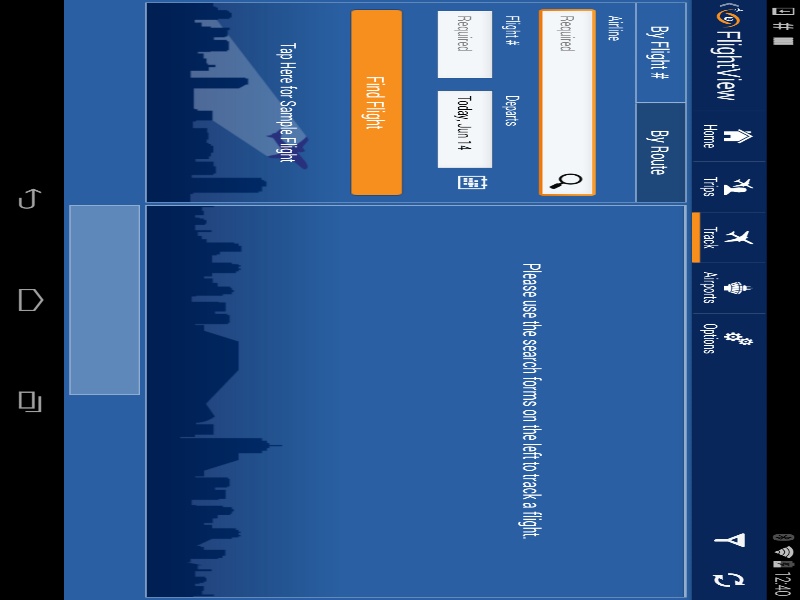 12:40
FlightView
Home
Trips
Track
Airports
Options
By Flight #
By Route
Airline
Required
Flight #
Departs
Required
Today, Jun 14
Find Flight
Tap Here for Sample Flight
Please use the search forms on the left to track a flight.